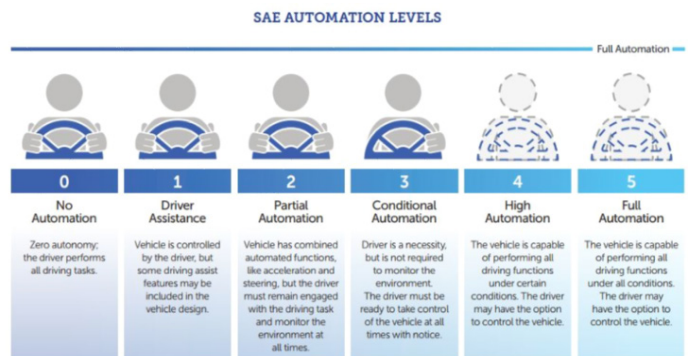 SAE AUTOMATION LEVELS
Full Automation
0
No
Automation
Zero autonomy;
the driver performs
all driving tasks.
1
Driver
Assistance
Vehicle is controlled
by the driver, but
some driving assist
features may be
included in the
vehicle design.
2
Partial
Automation
Vehicle has combined
automated functions,
like acceleration and
steering, but the driver
must remain engaged
with the driving task
and monitor the
environment at
all times.
3
Conditional
Automation
Driver is a necessity,
but is not required
to monitor the
environment.
The driver must be
ready to take control
of the vehicle at all
times with notice.
4
High
Automation
The vehicle is capable
of performing all
driving functions
under certain
conditions. The driver
may have the option
to control the vehicle.
5
Full
Automation
The vehicle is capable
of performing all
driving functions
under all conditions.
The driver may
have the option to
control the vehicle.